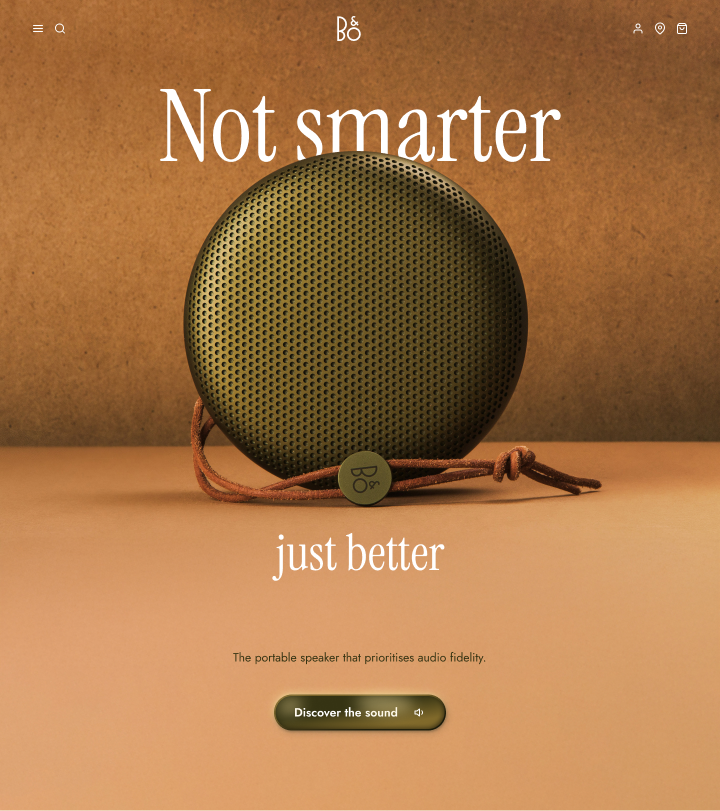 B&O
Not smarter
B&O
just better
The portable speaker that prioritises audio fidelity.
Discover the sound